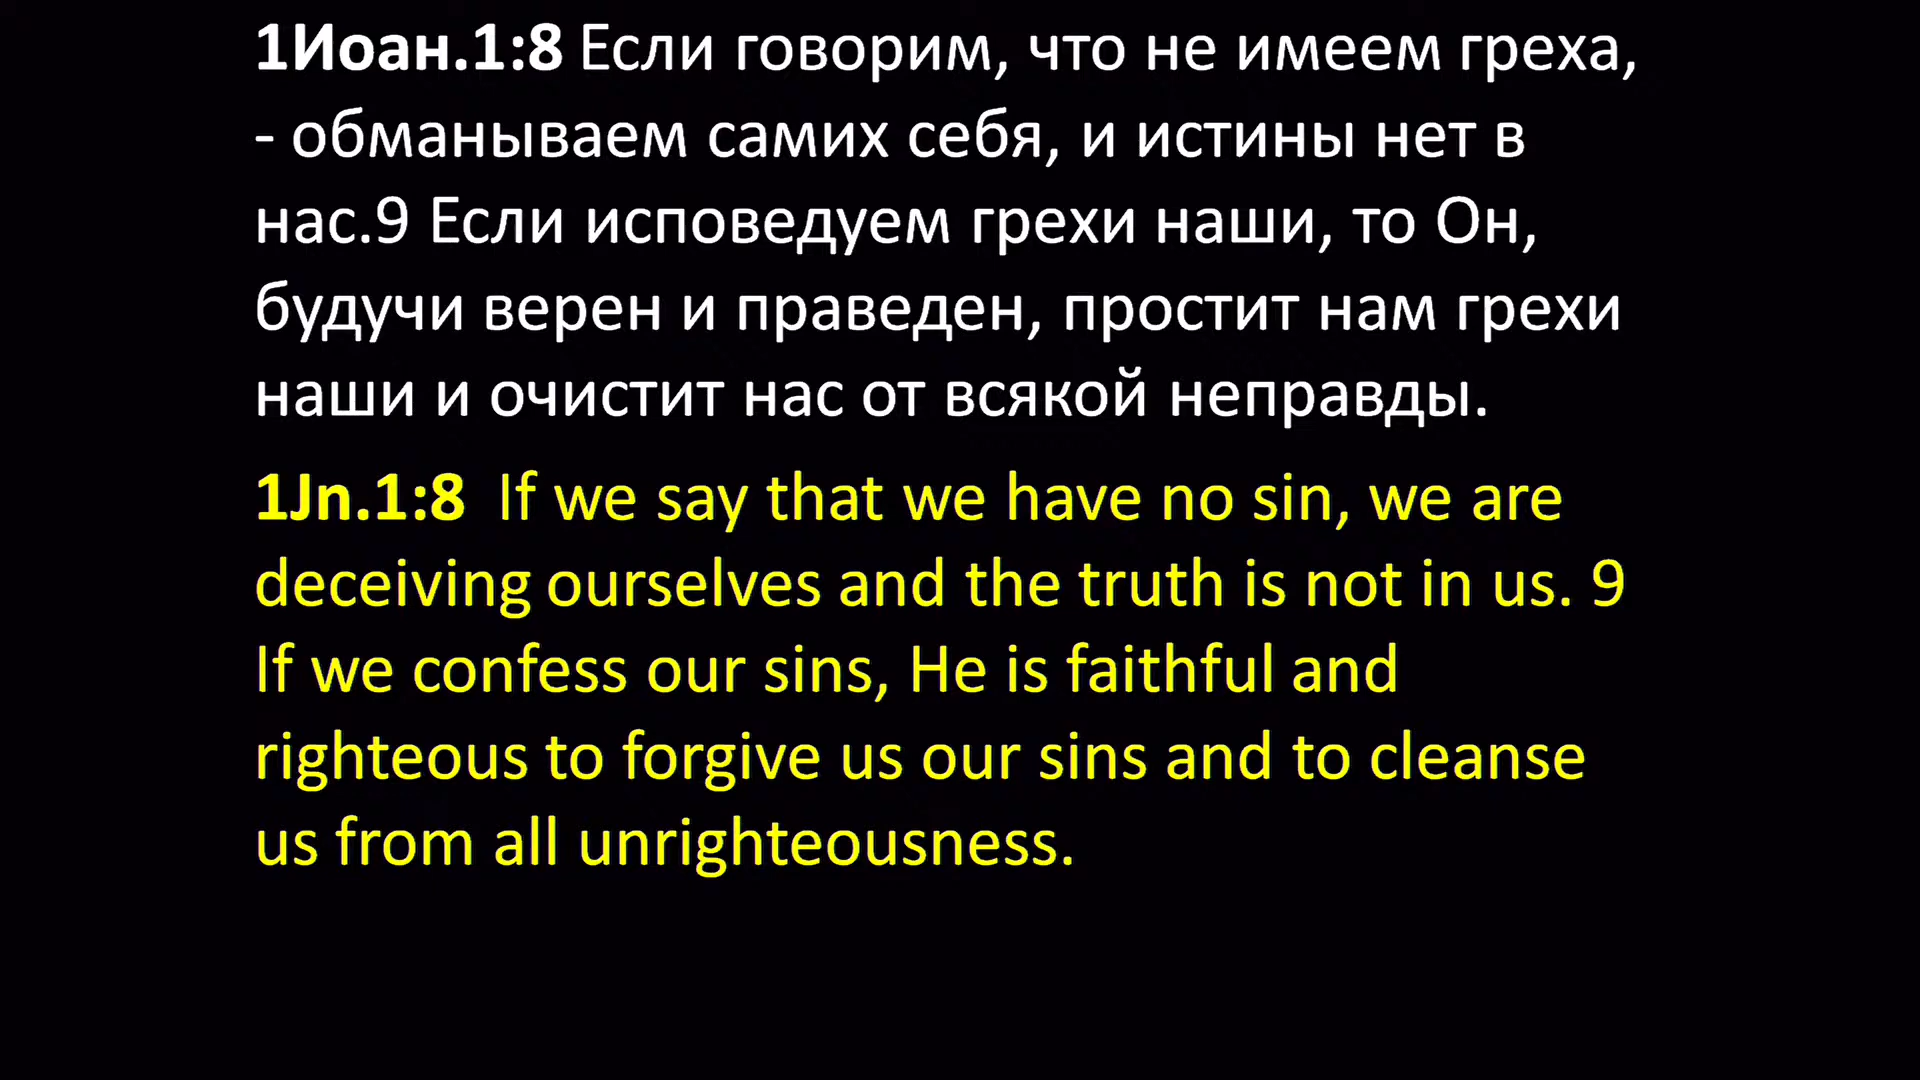 1Иоан.1:8 Если говорим, что не имеем греха,
- обманываем самих себя, и истины нет в
нас.9 Если исповедуем грехи наши, то Он,
будучи верен и праведен, простит нам грехи
наши и очистит нас от всякой неправды.
1Jn.1:8  If we say that we have no sin, we are
deceiving ourselves and the truth is not in us. 9
If we confess our sins, He is faithful and
righteous to forgive us our sins and to cleanse
us from all unrighteousness.